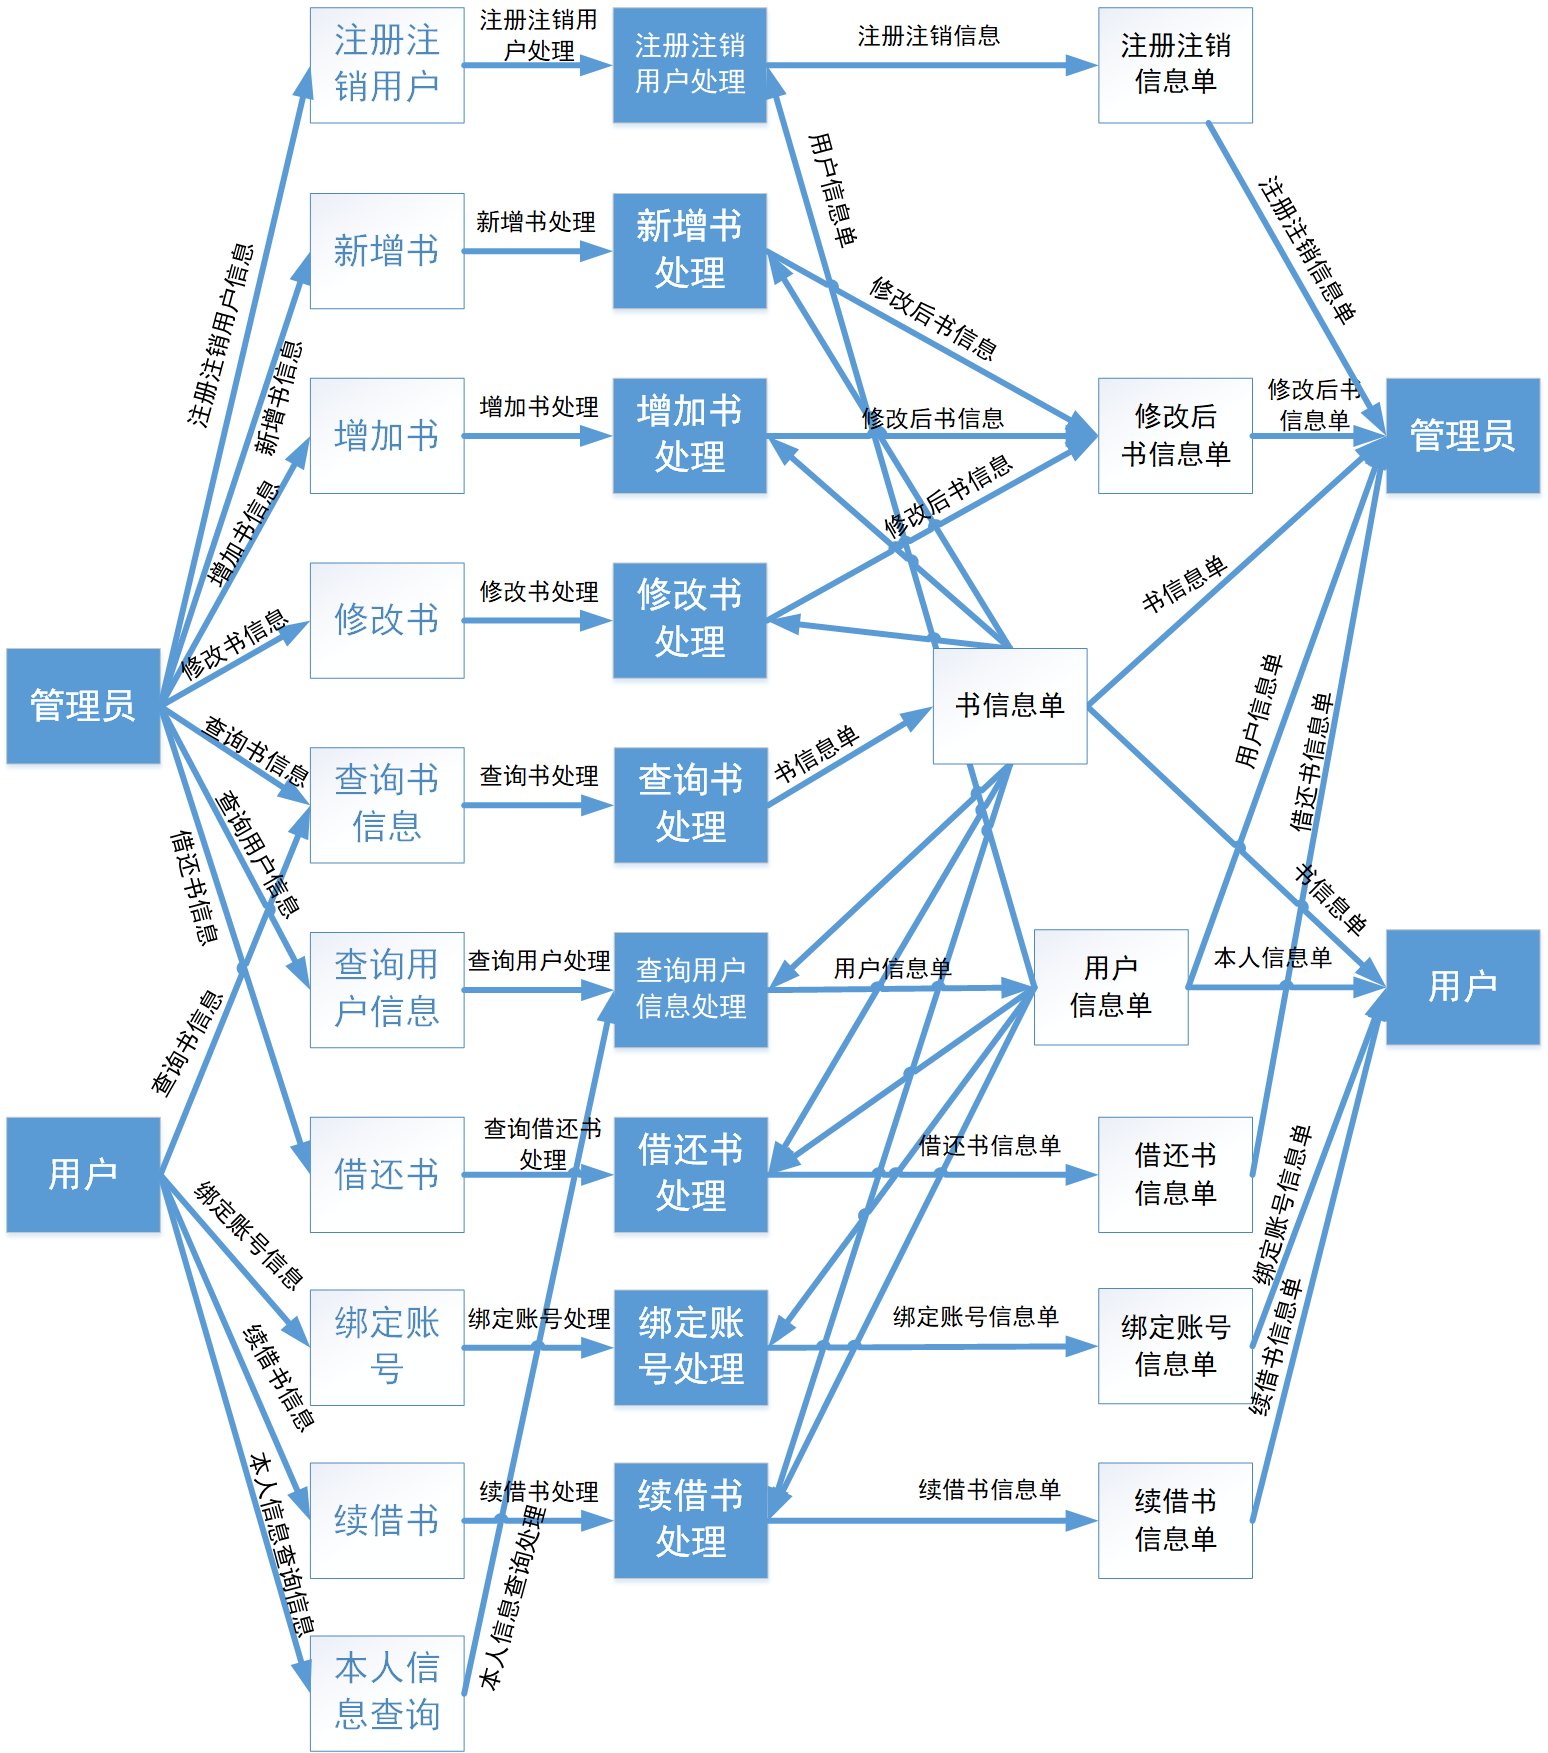 注册注
销用户
注册注销用
户处理
注册注销
用户处理
注册注销信息
注册注销
信息单
用户信息单
注册注销信息单
注册注销用户信息
新增书
新增书处理
新增书
处理
修改后书信息
新增书信息
增加书
增加书处理
增加书
处理
修改后书信息
修改后
书信息单
修改后书
信息单
管理员
增加书信息
修改后书信息
修改书
修改书处理
修改书
处理
书信息单
修改书信息
管理员
书信息单
用户信息单
借还书信息单
查询书信息
查询书
信息
查询书处理
查询书
处理
书信息单
查询用户信息
借还书信息
书信息单
查询用
户信息
查询用户处理
查询用户
信息处理
用户信息单
用户
信息单
本人信息单
用户
查询书信息
用户
借还书
查询借还书
处理
借还书
处理
借还书信息单
借还书
信息单
绑定账号信息单
绑定账号信息
绑定账
号
绑定账号处理
绑定账
号处理
绑定账号信息单
绑定账号
信息单
续借书信息单
续借书信息
续借书
续借书处理
续借书
处理
续借书信息单
续借书
信息单
本人信息查询信息
本人信息查询处理
本人信
息查询